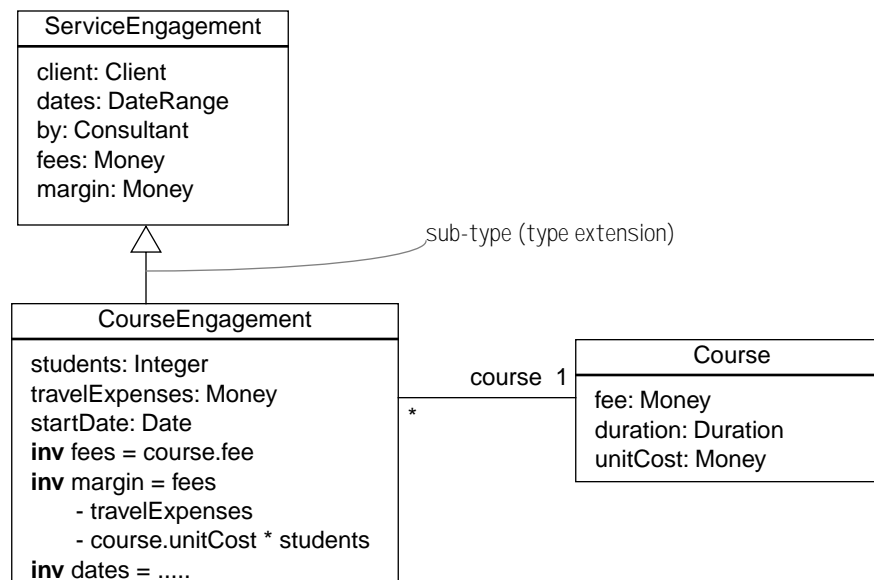 ServiceEngagement
client: Client
dates: DateRange
by: Consultant
fees: Money
margin: Money
sub-type (type extension)
CourseEngagement
students: Integer
travelExpenses: Money
startDate: Date
inv fees = course.fee
inv margin = fees
- travelExpenses
- course.unitCost * students
inv dates = .....
course 1
*
Course
fee: Money
duration: Duration
unitCost: Money